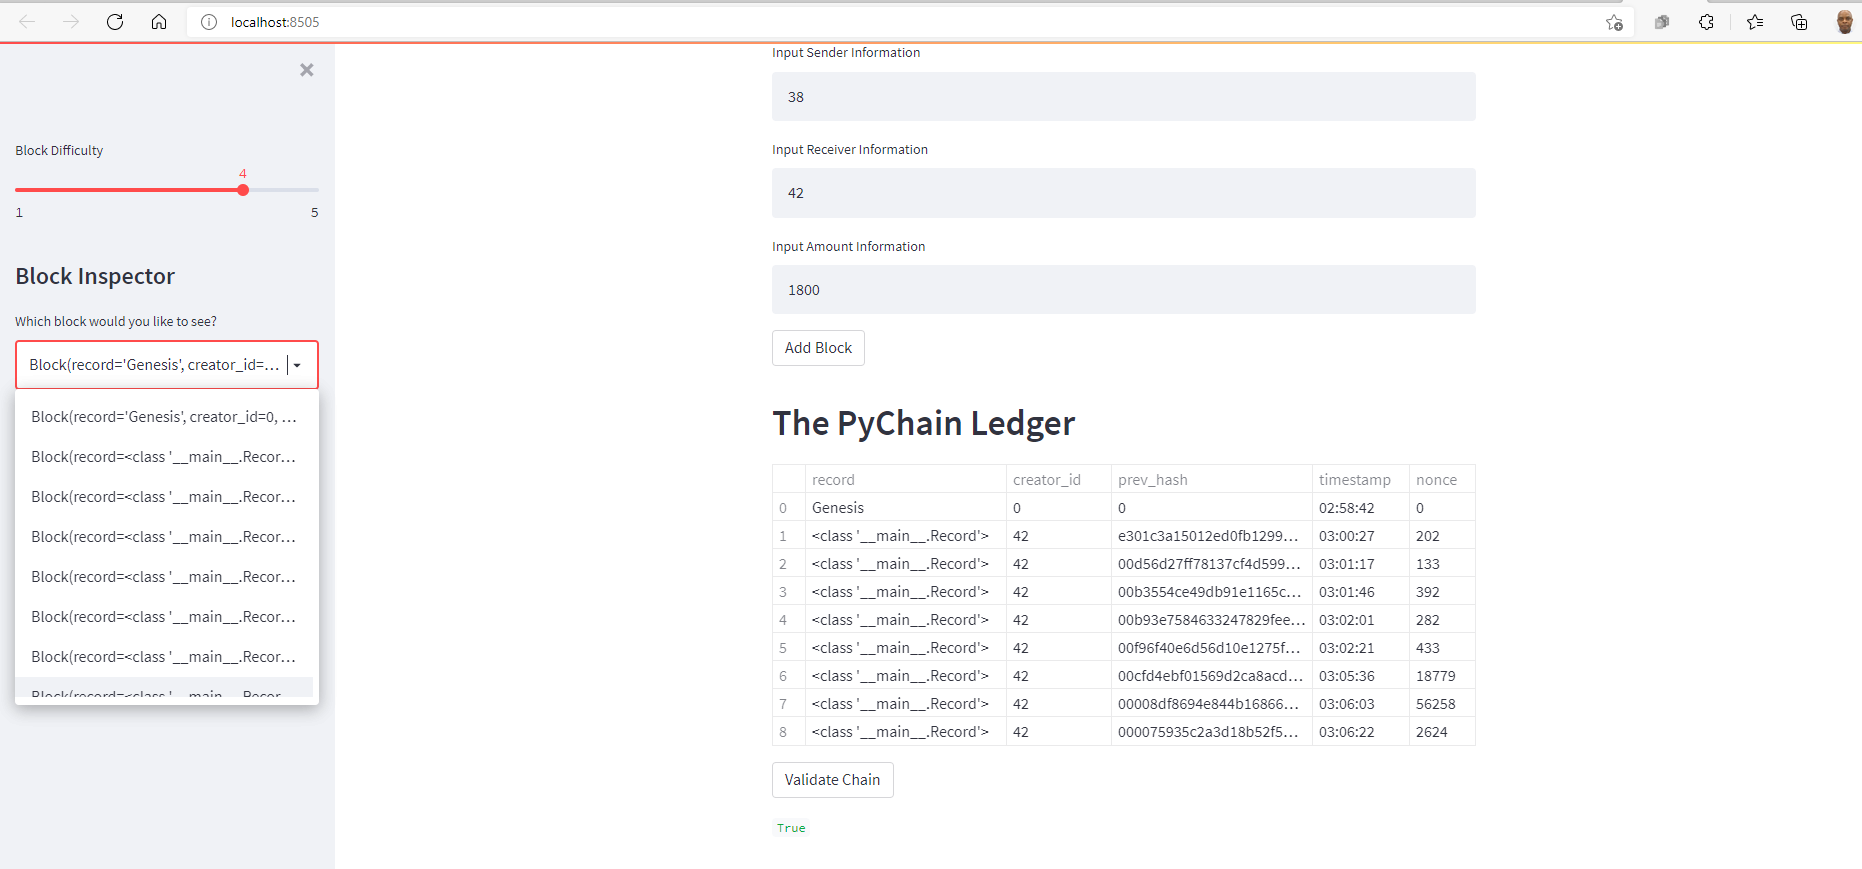 localhost:8505
Block Difficulty
4
1 5
Block Inspector
Which block would you like to see?
Block(record='Genesis', creator_id=...
Block(record='Genesis', creator_id=0, ...
Block(record=<class '__main__.Recor...
Block(record=<class '__main__.Recor...
Block(record=<class '__main__.Recor...
Block(record=<class '__main__.Recor...
Block(record=<class '__main__.Recor...
Block(record=<class '__main__.Recor...
Block(record=<class '__main__.Recor...
Input Sender Information
38
Input Receiver Information
42
Input Amount Information
1800
Add Block
The PyChain Ledger
record creator_id prev_hash timestamp nonce
0 Genesis 0 0 02:58:42 0
1 <class '__main__.Record'> 42 e301c3a15012ed0fb1299... 03:00:27 202
2 <class '__main__.Record'> 42 00d56d27ff78137cf4d599... 03:01:17 133
3 <class '__main__.Record'> 42 00b3554ce49db91e1165c... 03:01:46 392
4 <class '__main__.Record'> 42 00b93e7584633247829fee... 03:02:01 282
5 <class '__main__.Record'> 42 00f96f40e6d56d10e1275f... 03:02:21 433
6 <class '__main__.Record'> 42 00cfd4ebf01569d2ca8acd... 03:05:36 18779
7 <class '__main__.Record'> 42 00008df8694e844b16866... 03:06:03 56258
8 <class '__main__.Record'> 42 000075935c2a3d18b52f5... 03:06:22 2624
Validate Chain
True